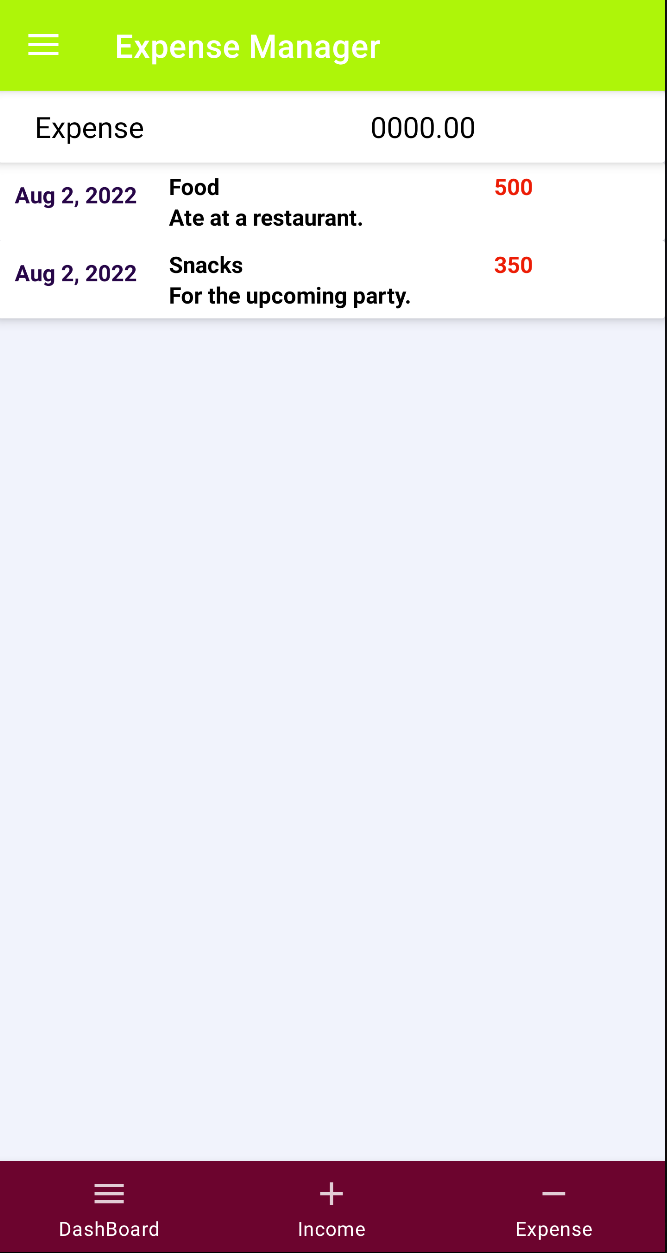 Expense Manager
Expense 0000.00
Aug 2, 2022 Food 500
Ate at a restaurant.
Aug 2, 2022 Snacks 350
For the upcoming party.
DashBoard Income Expense